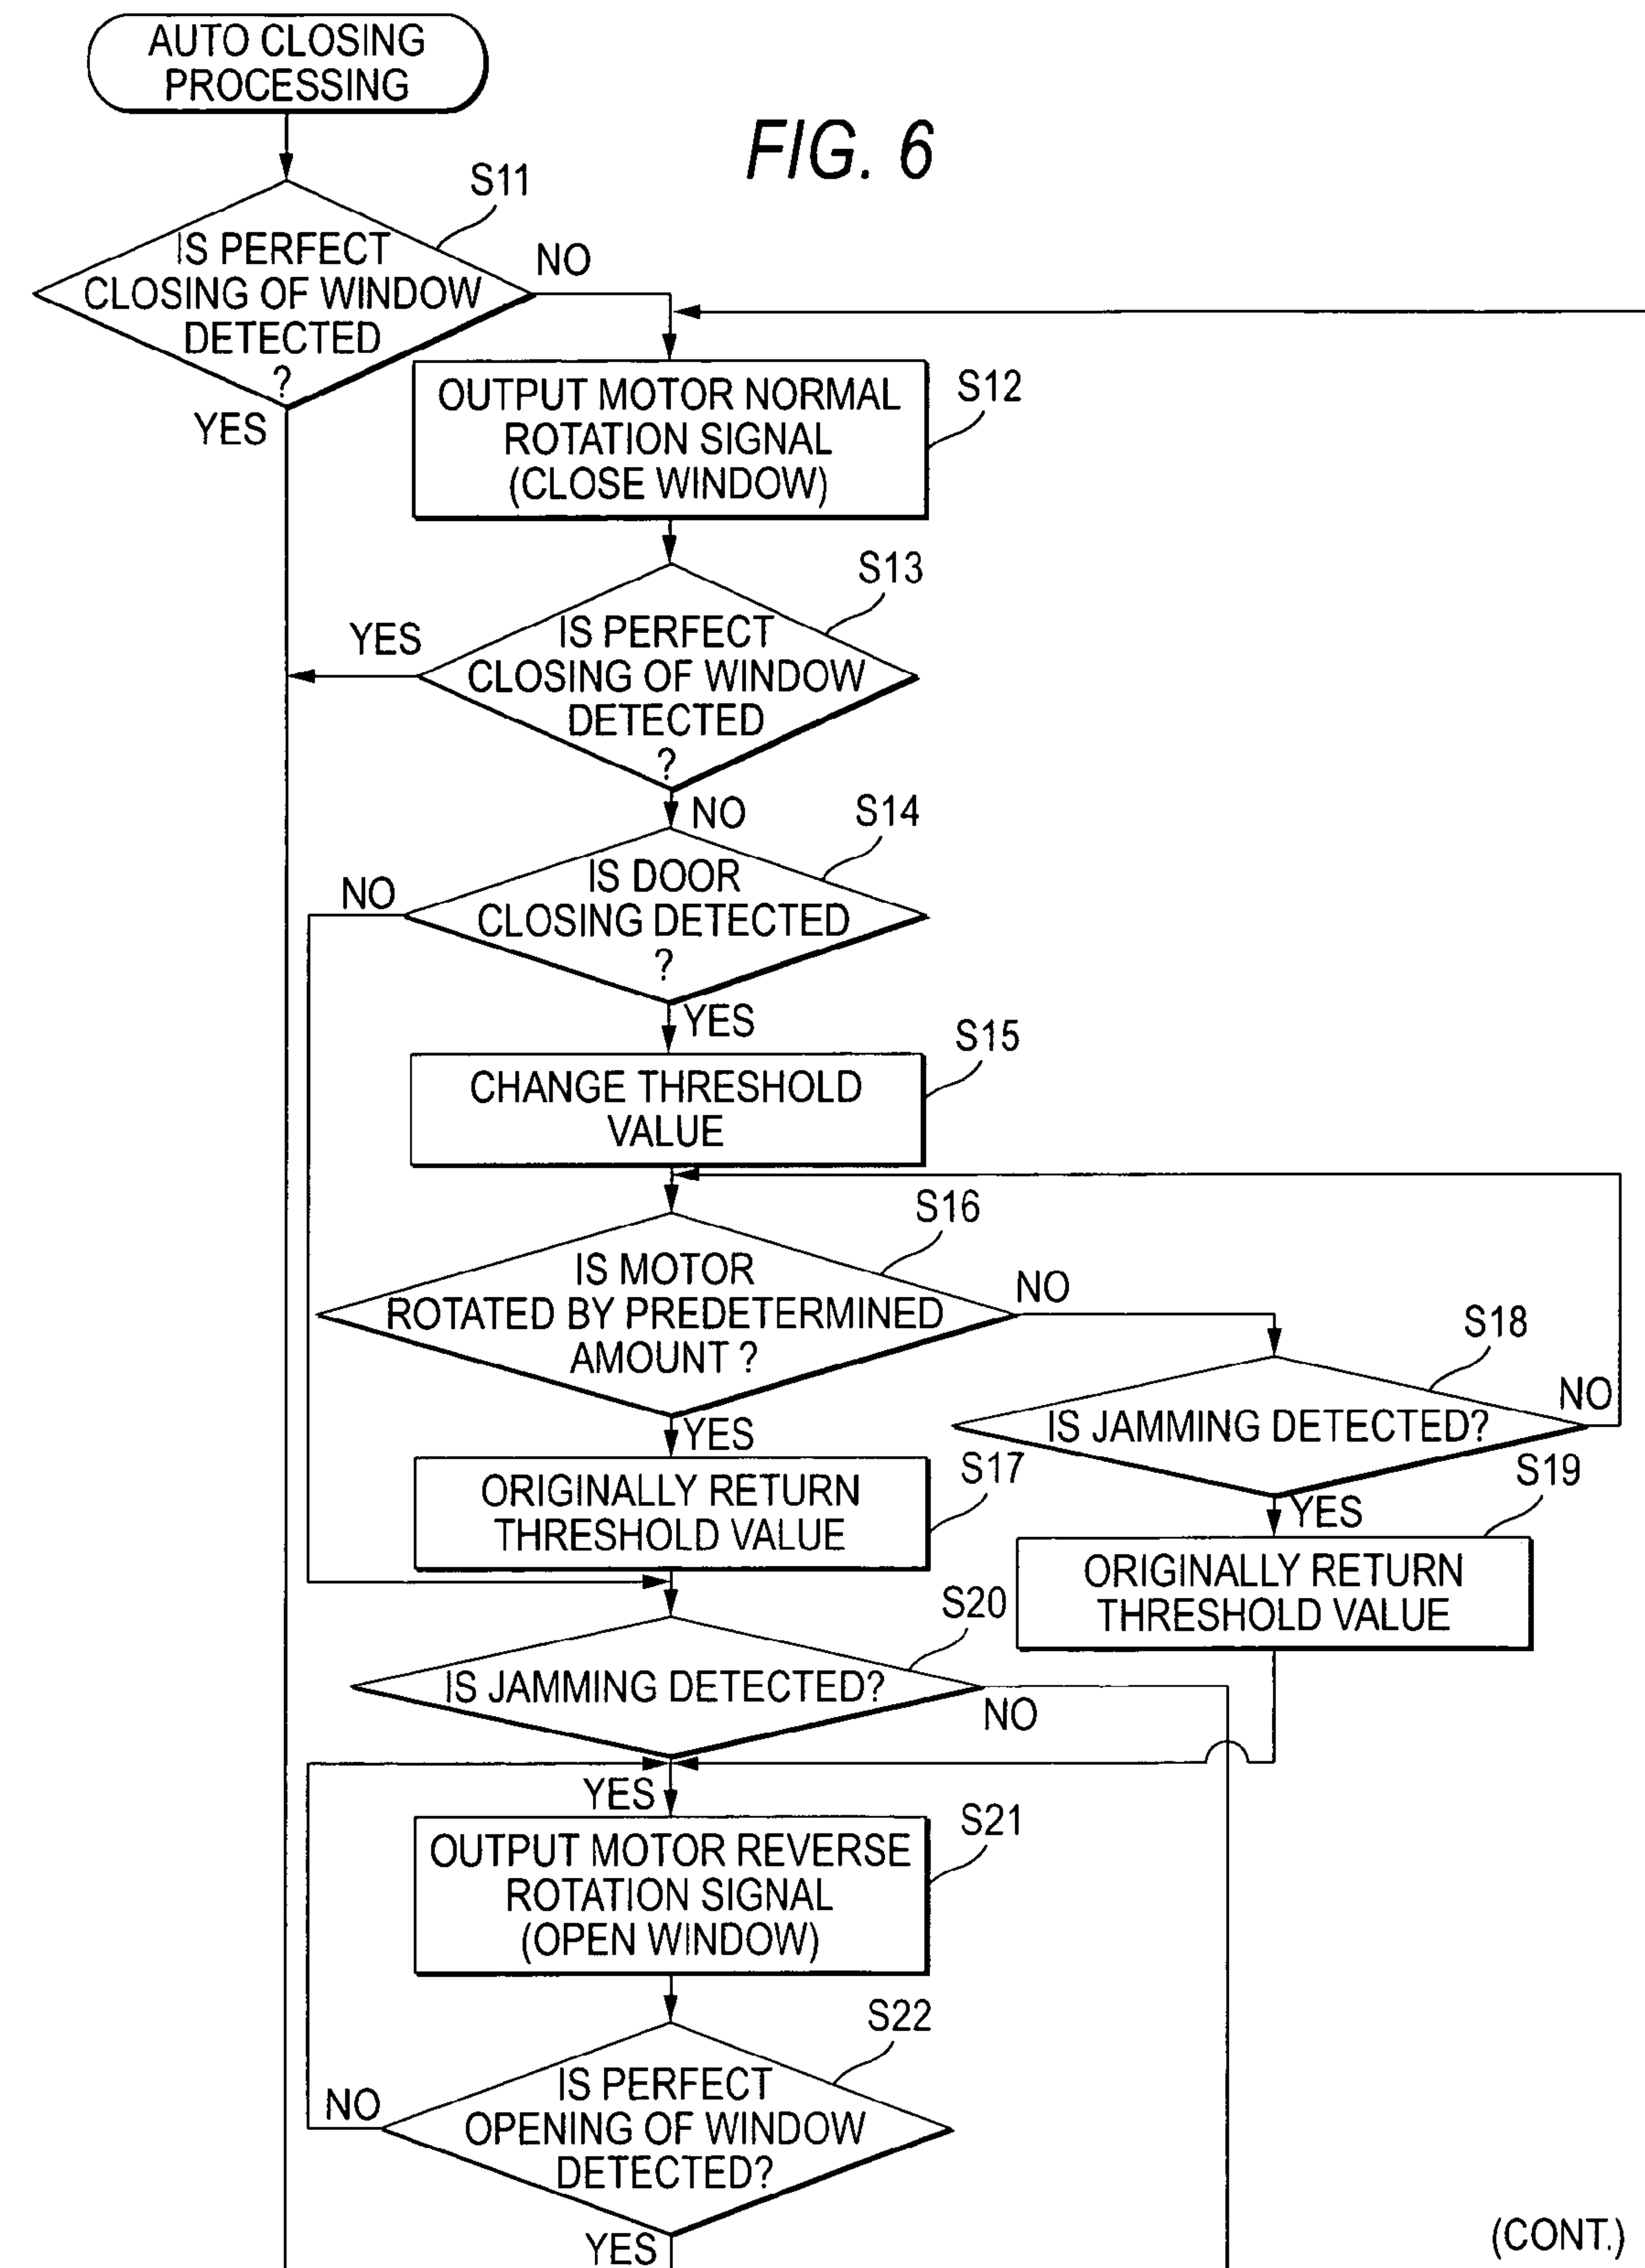 AUTO CLOSING
PROCESSING
FIG. 6
S11
IS PERFECT
CLOSING OF WINDOW
DETECTED
?
NO
YES
S12
OUTPUT MOTOR NORMAL
ROTATION SIGNAL
(CLOSE WINDOW)
S13
IS PERFECT
CLOSING OF WINDOW
DETECTED
?
YES
NO
S14
IS DOOR
CLOSING DETECTED
?
NO
YES
S15
CHANGE THRESHOLD
VALUE
S16
IS MOTOR
ROTATED BY PREDETERMINED
AMOUNT ?
NO
YES
S18
IS JAMMING DETECTED?
NO
YES
S17
ORIGINALLY RETURN
THRESHOLD VALUE
S19
ORIGINALLY RETURN
THRESHOLD VALUE
S20
IS JAMMING DETECTED?
NO
YES
S21
OUTPUT MOTOR REVERSE
ROTATION SIGNAL
(OPEN WINDOW)
S22
IS PERFECT
OPENING OF WINDOW
DETECTED?
NO
YES
(CONT.)